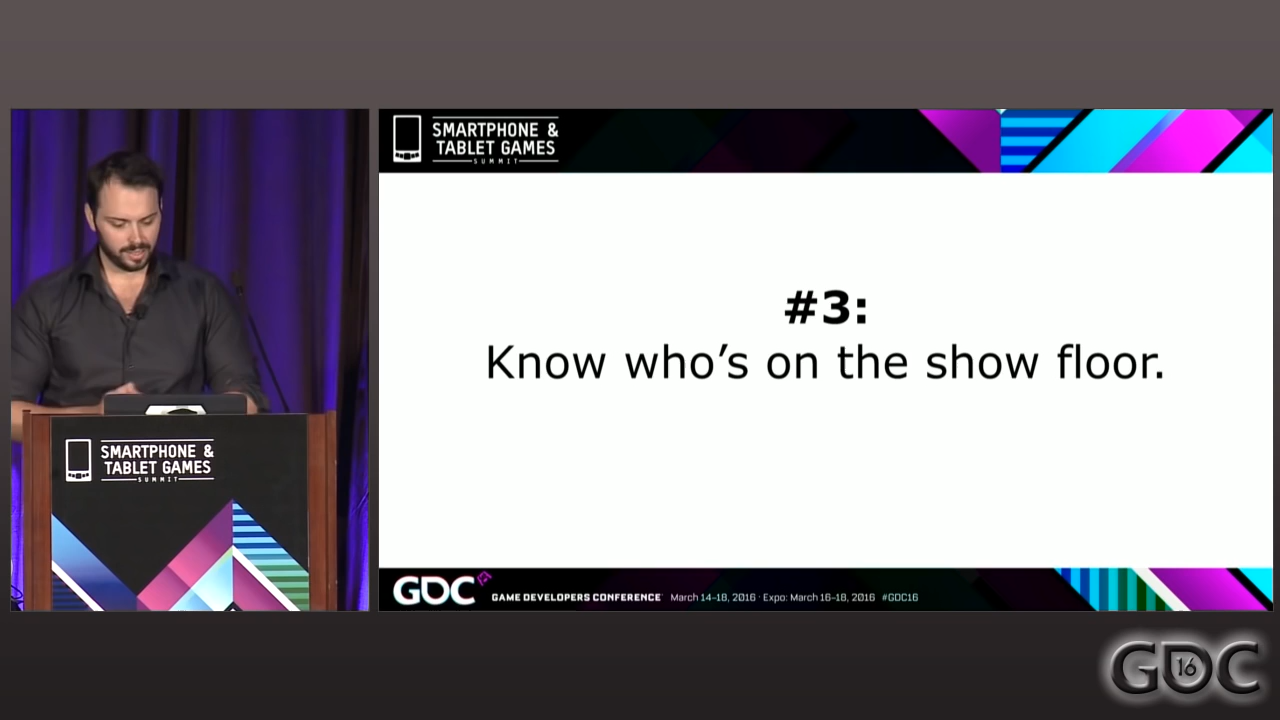 SMARTPHONE &
TABLET GAMES
SUMMIT
#3:
Know who’s on the show floor.
SMARTPHONE &
TABLET GAMES
SUMMIT
GDC GAME DEVELOPERS CONFERENCE March 14-18, 2016 · Expo: March 16-18, 2016 #GDC16
GDC 16